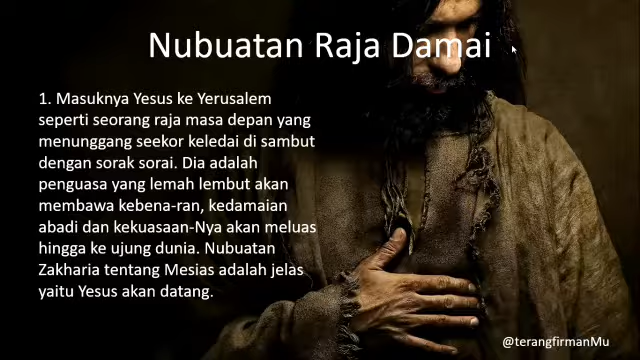 Nubuatan Raja Damai
1. Masuknya Yesus ke Yerusalem
seperti seorang raja masa depan yang
menunggang seekor keledai di sambut
dengan sorak sorai. Dia adalah
penguasa yang lemah lembut akan
membawa kebena-ran, kedamaian
abadi dan kekuasaan-Nya akan meluas
hingga ke ujung dunia. Nubuatan
Zakharia tentang Mesias adalah jelas
yaitu Yesus akan datang.
@terangfirmanMu